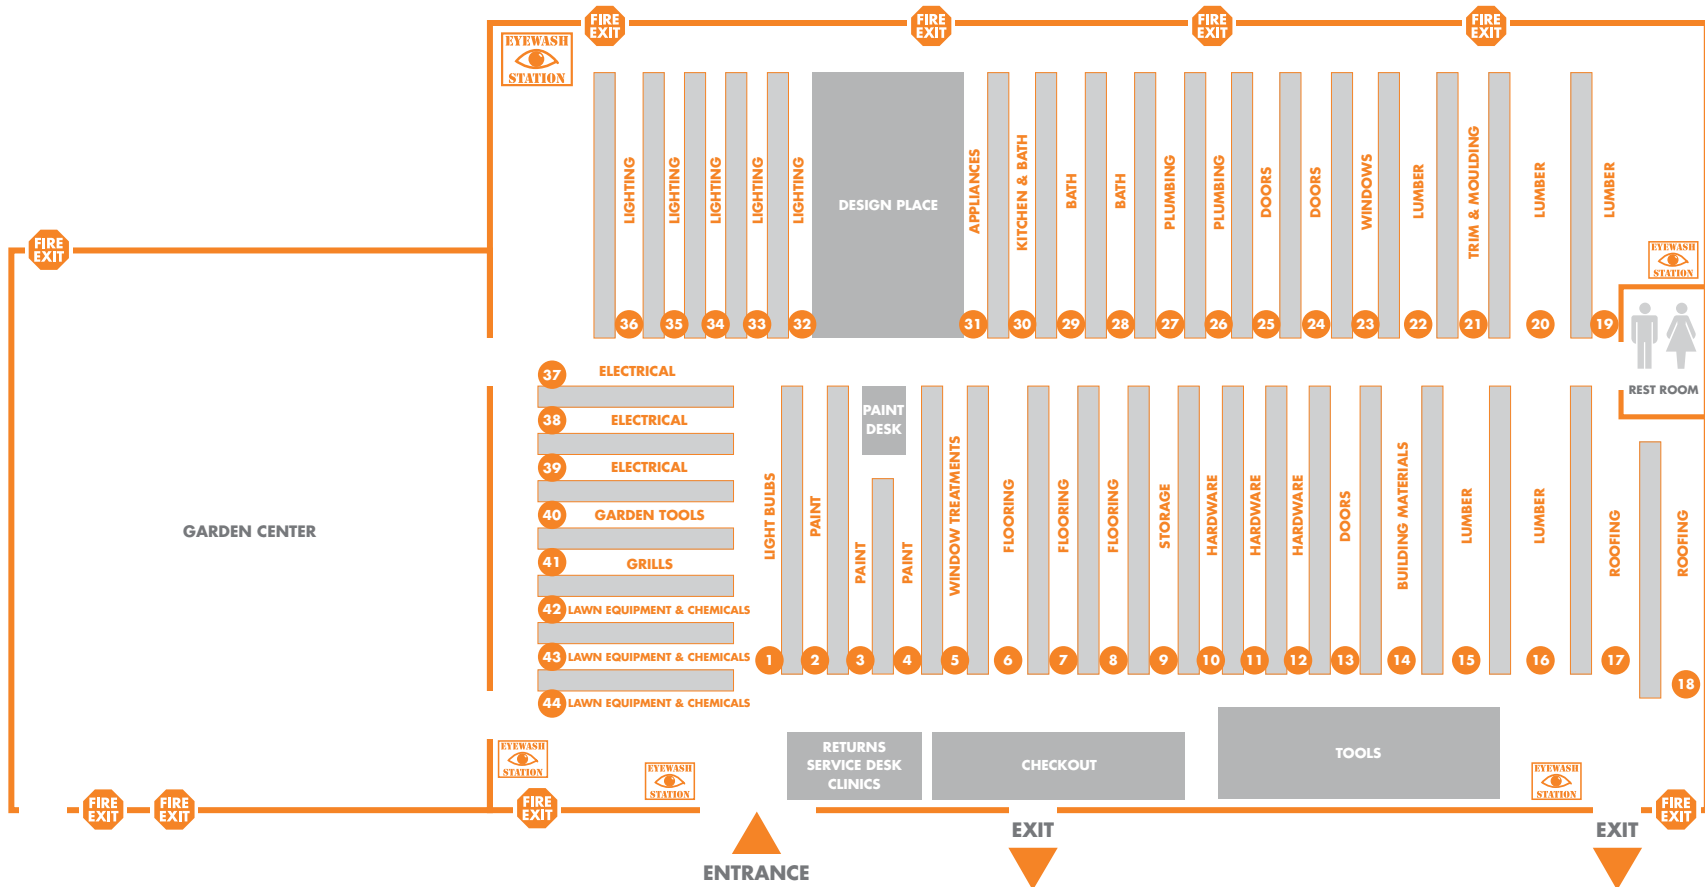 FIRE
EXIT
FIRE
EXIT
FIRE
EXIT
FIRE
EXIT
EYEWASH
STATION
LIGHTING
LIGHTING
LIGHTING
LIGHTING
LIGHTING
DESIGN PLACE
APPLIANCES
KITCHEN & BATH
BATH
BATH
PLUMBING
PLUMBING
DOORS
DOORS
WINDOWS
LUMBER
TRIM & MOULDING
LUMBER
LUMBER
FIRE
EXIT
EYEWASH
STATION
36
35
34
33
32
31
30
29
28
27
26
25
24
23
22
21
20
19
REST ROOM
37 ELECTRICAL
38 ELECTRICAL
39 ELECTRICAL
40 GARDEN TOOLS
41 GRILLS
42 LAWN EQUIPMENT & CHEMICALS
43 LAWN EQUIPMENT & CHEMICALS
44 LAWN EQUIPMENT & CHEMICALS
GARDEN CENTER
PAINT
DESK
LIGHT BULBS
PAINT
PAINT
PAINT
WINDOW TREATMENTS
FLOORING
FLOORING
FLOORING
STORAGE
HARDWARE
HARDWARE
HARDWARE
DOORS
BUILDING MATERIALS
LUMBER
LUMBER
ROOFING
ROOFING
1
2
3
4
5
6
7
8
9
10
11
12
13
14
15
16
17
18
EYEWASH
STATION
EYEWASH
STATION
RETURNS
SERVICE DESK
CLINICS
CHECKOUT
TOOLS
EYEWASH
STATION
FIRE
EXIT
FIRE
EXIT
FIRE
EXIT
FIRE
EXIT
ENTRANCE
EXIT
EXIT